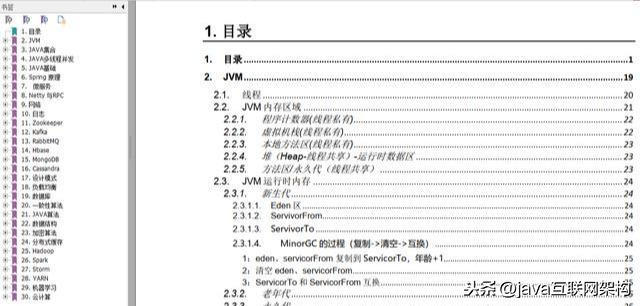 书签
1. 目录
2. JVM
3. JAVA集合
4. JAVA多线程并发
5. JAVA基础
6. Spring 原理
7. 微服务
8. Netty 与RPC
9. 网络
10. 日志
11. Zookeeper
12. Kafka
13. RabbitMQ
14. Hbase
15. MongoDB
16. Cassandra
17. 设计模式
18. 负载均衡
19. 数据库
20. 一致性算法
21. JAVA算法
22. 数据结构
23. 加密算法
24. 分布式缓存
25. Hadoop
26. Spark
27. Storm
28. YARN
29. 机器学习
30. 云计算
1. 目录
1. 目录 1
2. JVM 19
2.1. 线程 20
2.2. JVM 内存区域 21
2.2.1. 程序计数器(线程私有) 22
2.2.2. 虚拟机栈(线程私有) 22
2.2.3. 本地方法区(线程私有) 23
2.2.4. 堆（Heap-线程共享）-运行时数据区 23
2.2.5. 方法区/永久代（线程共享） 23
2.3. JVM 运行时内存 24
2.3.1. 新生代 24
2.3.1.1. Eden 区 24
2.3.1.2. ServivorFrom 24
2.3.1.3. ServivorTo 24
2.3.1.4. MinorGC 的过程（复制->清空->互换） 24
1：eden、servicorFrom 复制到 ServicorTo，年龄+1 25
2：清空 eden、servicorFrom 25
3：ServicorTo 和 ServicorFrom 互换
2.3.2. 老年代
2.3.3. 永久代
头条@java互联网架构